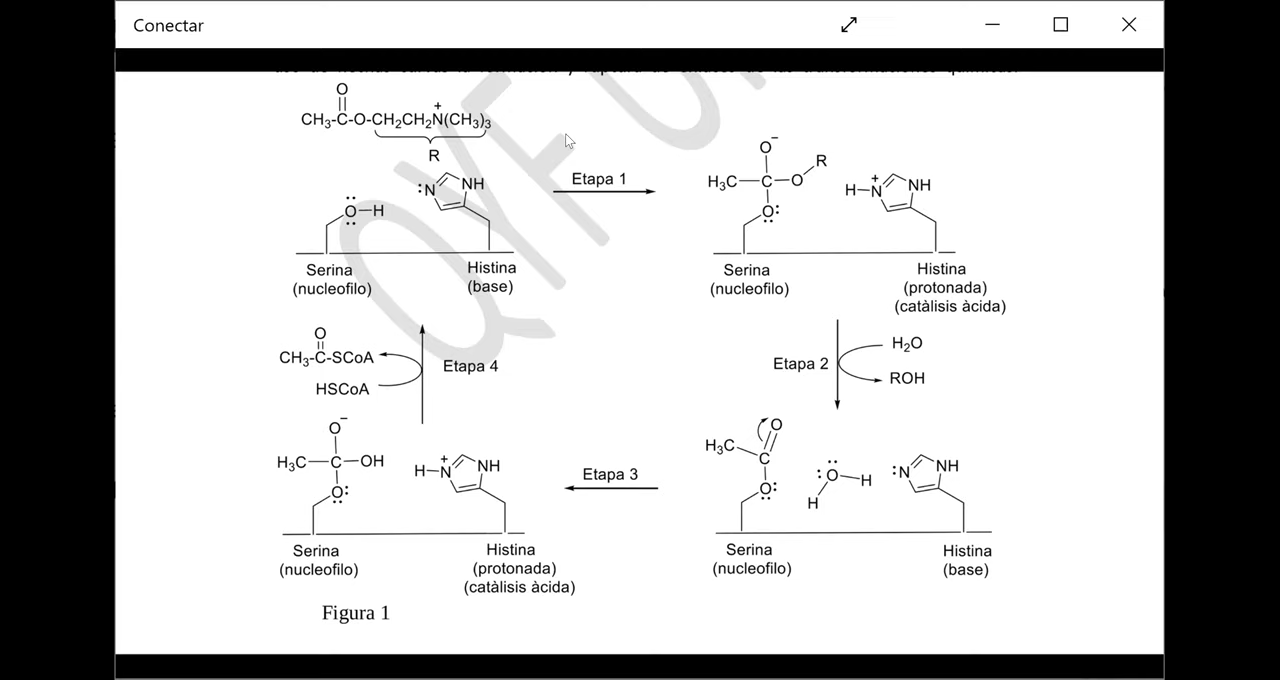 Conectar
QYFO
O
+
CH3-C-O-CH2CH2N(CH3)3
R
:N NH
O-H
Serina
(nucleofilo)
Histina
(base)
Etapa 1
O-
R
H3C C O
O:
+
H-N NH
Serina
(nucleofilo)
Histina
(protonada)
(catàlisis àcida)
O
CH3-C-SCoA
HSCoA
Etapa 4
Etapa 2
H2O
ROH
O-
H3C-C-OH
O:
+
H-N NH
Serina
(nucleofilo)
Histina
(protonada)
(catàlisis àcida)
Etapa 3
O
H3C
C
O:
:O-H
H
:N NH
Serina
(nucleofilo)
Histina
(base)
Figura 1